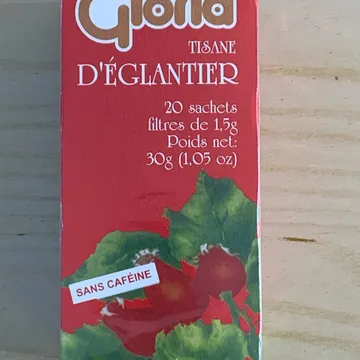 Gloria
TISANE
D'ÉGLANTIER
20 sachets
filtres de 1,5g
Poids net:
30g (1,05 oz)
SANS CAFÉINE